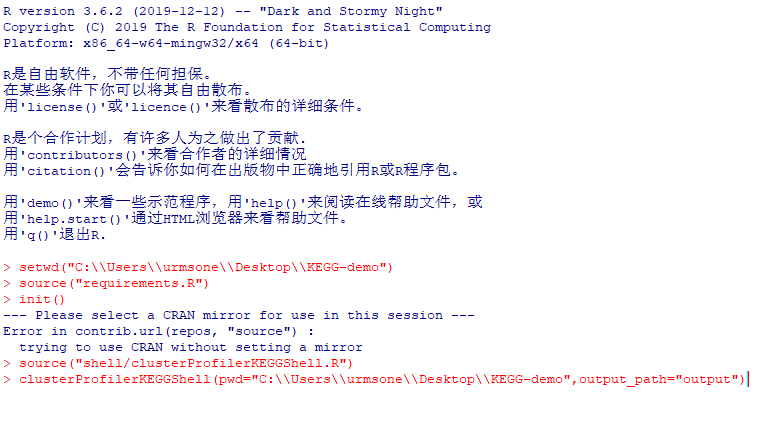 R version 3.6.2 (2019-12-12) -- "Dark and Stormy Night"
Copyright (C) 2019 The R Foundation for Statistical Computing
Platform: x86_64-w64-mingw32/x64 (64-bit)
R是自由软件，不带任何担保。
在某些条件下你可以将其自由散布。
用'license()'或'licence()'来看散布的详细条件。
R是个合作计划，有许多人为之做出了贡献.
用'contributors()'来看合作者的详细情况
用'citation()'会告诉你如何在出版物中正确地引用R或R程序包。
用'demo()'来看一些示范程序，用'help()'来阅读在线帮助文件，或
用'help.start()'通过HTML浏览器来看帮助文件。
用'q()'退出R.
> setwd("C:\\Users\\urmsone\\Desktop\\KEGG-demo")
> source("requirements.R")
> init()
--- Please select a CRAN mirror for use in this session ---
Error in contrib.url(repos, "source") :
  trying to use CRAN without setting a mirror
> source("shell/clusterProfilerKEGGShell.R")
> clusterProfilerKEGGShell(pwd="C:\\Users\\urmsone\\Desktop\\KEGG-demo",output_path="output")